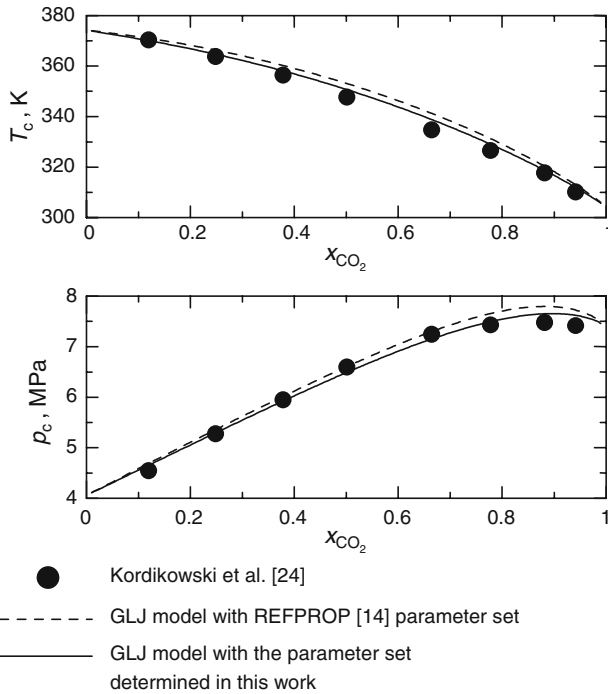 380
360
340
320
300
T_c, K
0 0.2 0.4 0.6 0.8 1
x_CO2
8
7
6
5
4
p_c, MPa
0 0.2 0.4 0.6 0.8 1
x_CO2
Kordikowski et al. [24]
GLJ model with REFPROP [14] parameter set
GLJ model with the parameter set
determined in this work